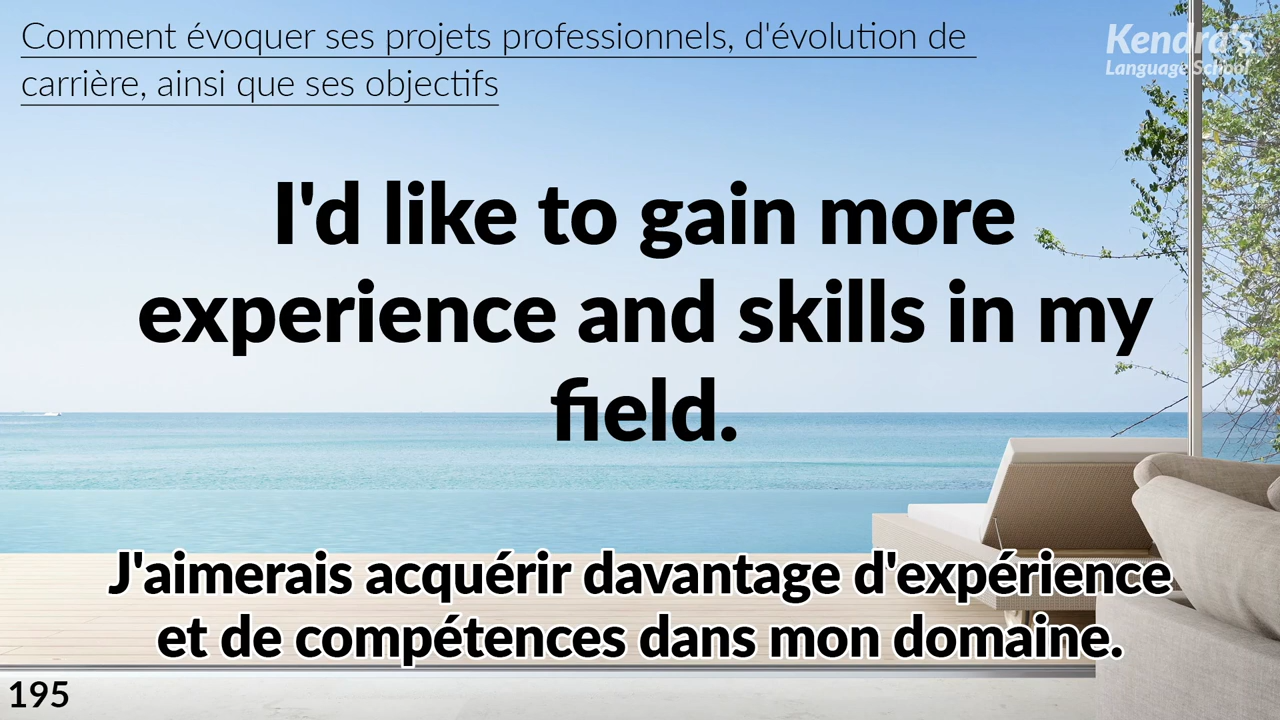 Comment évoquer ses projets professionnels, d'évolution de
carrière, ainsi que ses objectifs
Kendra's
Language School
I'd like to gain more
experience and skills in my
field.
J'aimerais acquérir davantage d'expérience
et de compétences dans mon domaine.
195